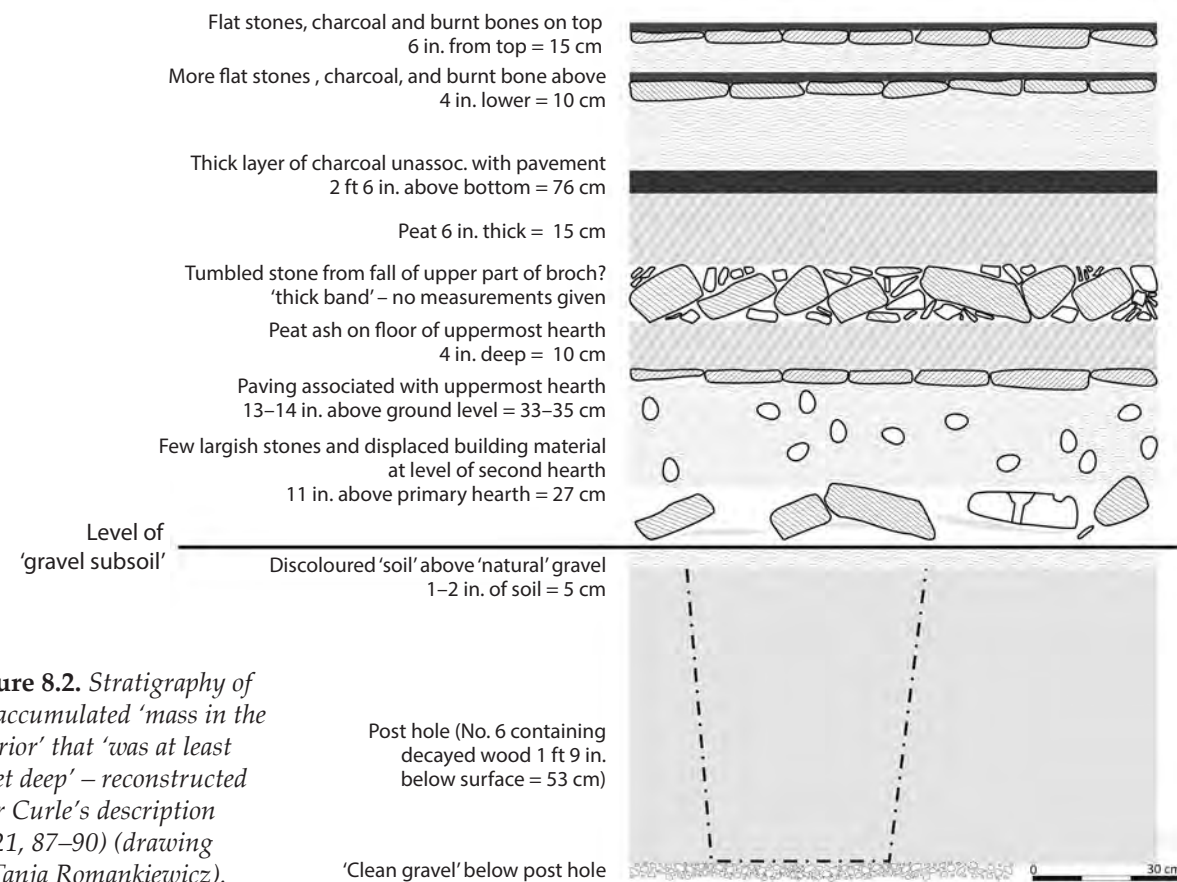 Flat stones, charcoal and burnt bones on top
6 in. from top = 15 cm
More flat stones , charcoal, and burnt bone above
4 in. lower = 10 cm
Thick layer of charcoal unassoc. with pavement
2 ft 6 in. above bottom = 76 cm
Peat 6 in. thick = 15 cm
Tumbled stone from fall of upper part of broch?
'thick band' – no measurements given
Peat ash on floor of uppermost hearth
4 in. deep = 10 cm
Paving associated with uppermost hearth
13–14 in. above ground level = 33–35 cm
Few largish stones and displaced building material
at level of second hearth
11 in. above primary hearth = 27 cm
Level of
'gravel subsoil'
Discoloured 'soil' above 'natural' gravel
1–2 in. of soil = 5 cm
8.2. Stratigraphy of
accumulated 'mass in the
that 'was at least
deep' – reconstructed
Curle's description
87–90) (drawing
Tanja Romankiewicz).
Post hole (No. 6 containing
decayed wood 1 ft 9 in.
below surface = 53 cm)
'Clean gravel' below post hole
0 30 cm